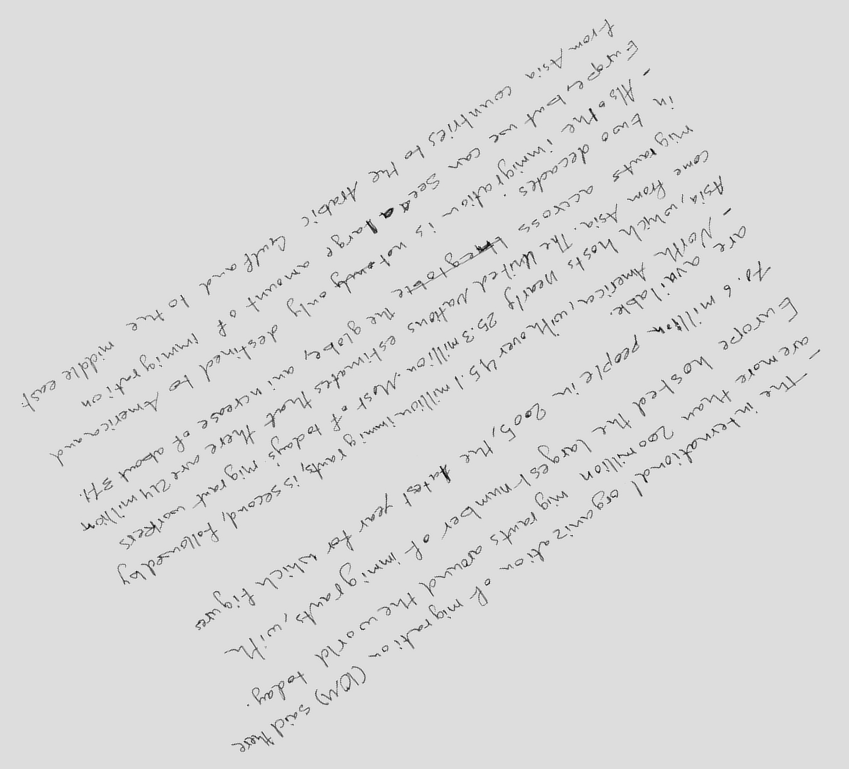 - The international organization of migration (IOM) said there
are more than 200 million migrants around the world today.
Europe hosted the largest number of immigrants, with
70.6 million people in 2005, the latest year for which figures
are available.
- North America, with over 45.1 million immigrants, is second, followed by
Asia, which hosts nearly 25.3 million. Most of today's migrant workers
come from Asia. The United Nations estimates that there are 214 million
migrants across the globe, an increase of about 37%
in two decades.
- Also the immigration is not only destined to America and
Europe, but we can see a large amount of immigration
from Asia countries to the Arabic Gulf and to the middle east